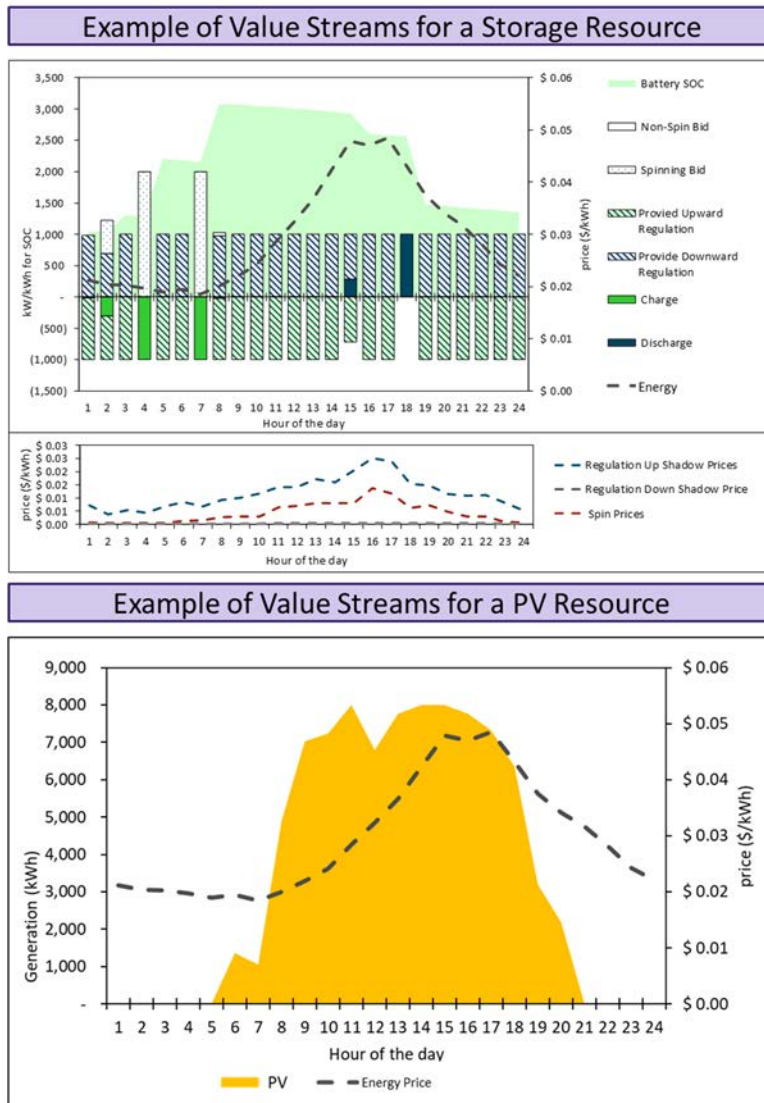 Example of Value Streams for a Storage Resource
3,500
3,000
2,500
2,000
1,500
1,000
500
-
(500)
(1,000)
(1,500)
kW/kWh for SOC
$ 0.06
$ 0.05
$ 0.04
$ 0.03
$ 0.02
$ 0.01
$ 0.00
price ($/kWh)
1 2 3 4 5 6 7 8 9 10 11 12 13 14 15 16 17 18 19 20 21 22 23 24
Hour of the day
Battery SOC
Non-Spin Bid
Spinning Bid
Provied Upward
Regulation
Provide Downward
Regulation
Charge
Discharge
Energy
price ($/kWh)
$ 0.03
$ 0.03
$ 0.02
$ 0.02
$ 0.01
$ 0.01
$ 0.00
1 2 3 4 5 6 7 8 9 10 11 12 13 14 15 16 17 18 19 20 21 22 23 24
Hour of the day
Regulation Up Shadow Prices
Regulation Down Shadow Price
Spin Prices
Example of Value Streams for a PV Resource
9,000
8,000
7,000
6,000
5,000
4,000
3,000
2,000
1,000
-
Generation (kWh)
$ 0.06
$ 0.05
$ 0.04
$ 0.03
$ 0.02
$ 0.01
$ 0.00
price ($/kWh)
1 2 3 4 5 6 7 8 9 10 11 12 13 14 15 16 17 18 19 20 21 22 23 24
Hour of the day
PV
Energy Price